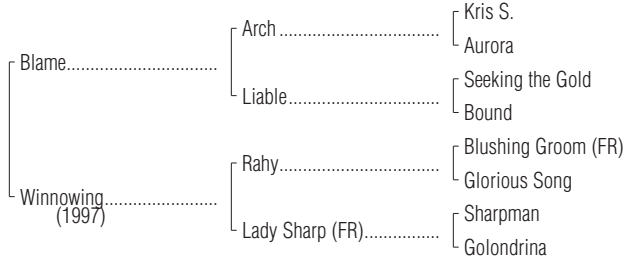 Kris S.
Arch
Aurora
Blame
Seeking the Gold
Liable
Bound
Blushing Groom (FR)
Rahy
Glorious Song
Winnowing
(1997)
Sharpman
Lady Sharp (FR)
Golondrina